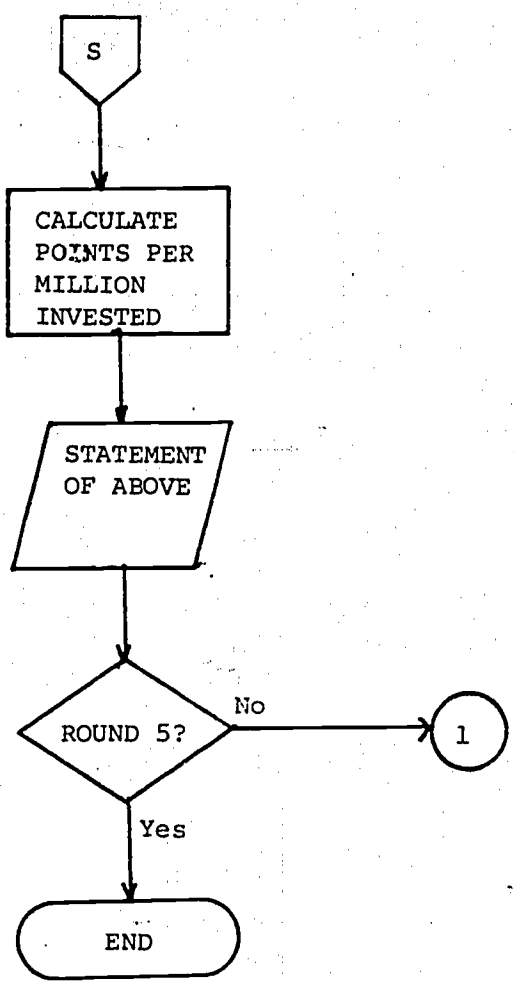 S
CALCULATE
POINTS PER
MILLION
INVESTED
STATEMENT
OF ABOVE
ROUND 5?
No
1
Yes
END